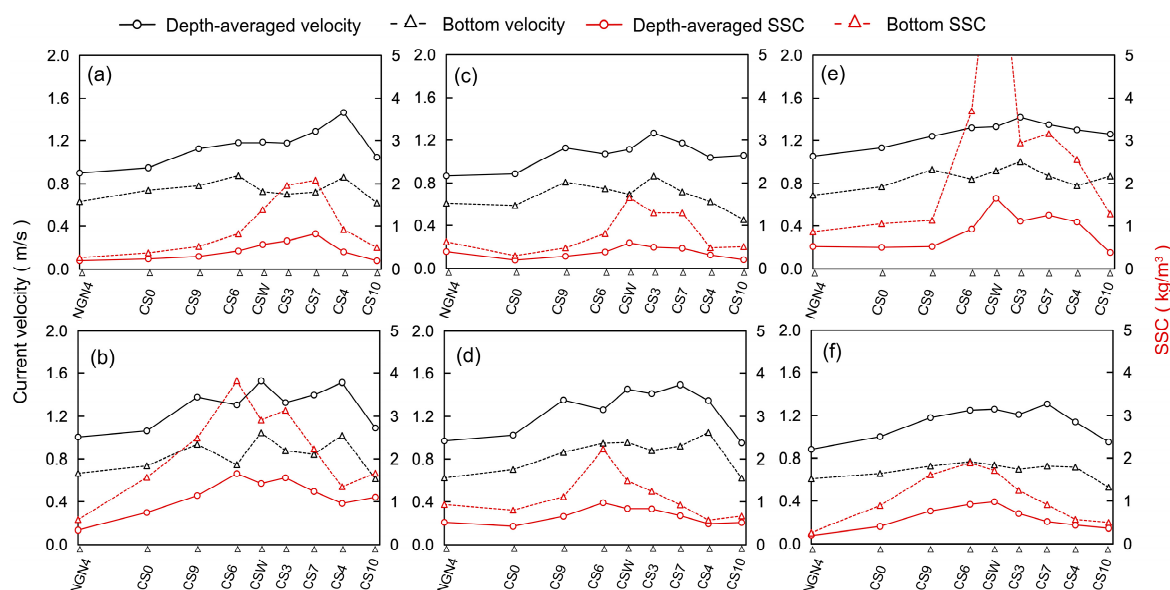 Depth-averaged velocity Bottom velocity Depth-averaged SSC Bottom SSC
2.0 5 2.0 5 2.0 5
(a) (c) (e)
1.6 4 1.6 4 1.6 4
1.2 3 1.2 3 1.2 3
0.8 2 0.8 2 0.8 2
0.4 1 0.4 1 0.4 1
0.0 0 0.0 0 0.0 0
NGN4 CS0 CS9 CS6 CSW CS3 CS7 CS4 CS10 NGN4 CS0 CS9 CS6 CSW CS3 CS7 CS4 CS10 NGN4 CS0 CS9 CS6 CSW CS3 CS7 CS4 CS10
Current velocity ( m/s )
SSC ( kg/m³ )
2.0 5 2.0 5 2.0 5
(b) (d) (f)
1.6 4 1.6 4 1.6 4
1.2 3 1.2 3 1.2 3
0.8 2 0.8 2 0.8 2
0.4 1 0.4 1 0.4 1
0.0 0 0.0 0 0.0 0
NGN4 CS0 CS9 CS6 CSW CS3 CS7 CS4 CS10 NGN4 CS0 CS9 CS6 CSW CS3 CS7 CS4 CS10 NGN4 CS0 CS9 CS6 CSW CS3 CS7 CS4 CS10